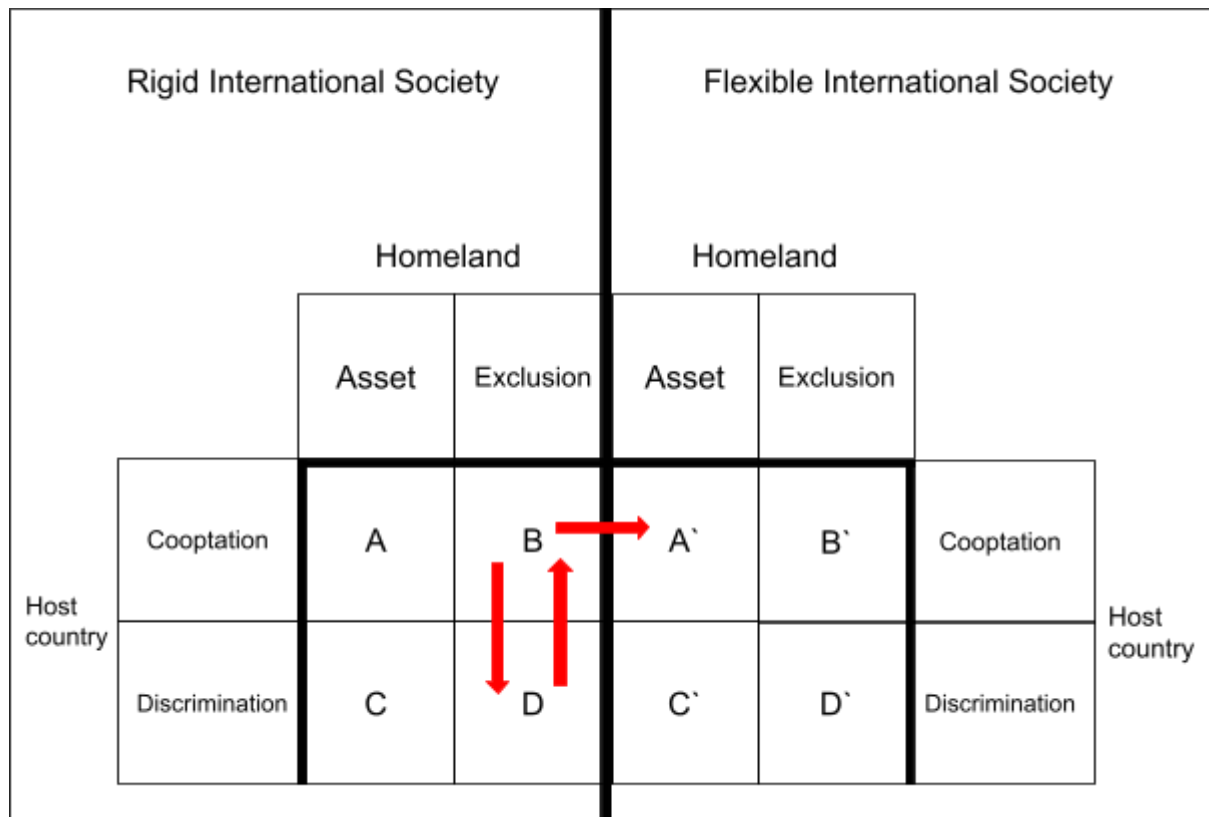 Rigid International Society
Flexible International Society
Homeland
Homeland
Asset
Exclusion
Asset
Exclusion
Cooptation
A
B
A`
B`
Cooptation
Host
country
Host
country
Discrimination
C
D
C`
D`
Discrimination